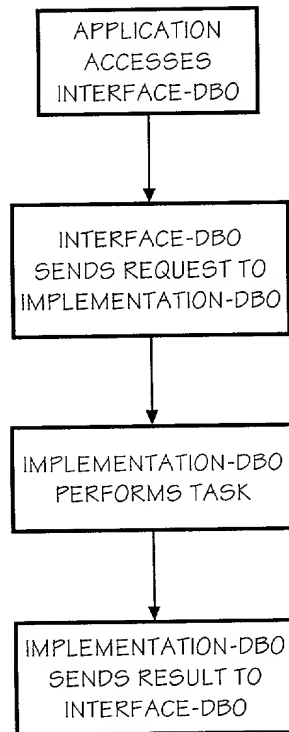 APPLICATION
ACCESSES
INTERFACE-DBO
INTERFACE-DBO
SENDS REQUEST TO
IMPLEMENTATION-DBO
IMPLEMENTATION-DBO
PERFORMS TASK
IMPLEMENTATION-DBO
SENDS RESULT TO
INTERFACE-DBO